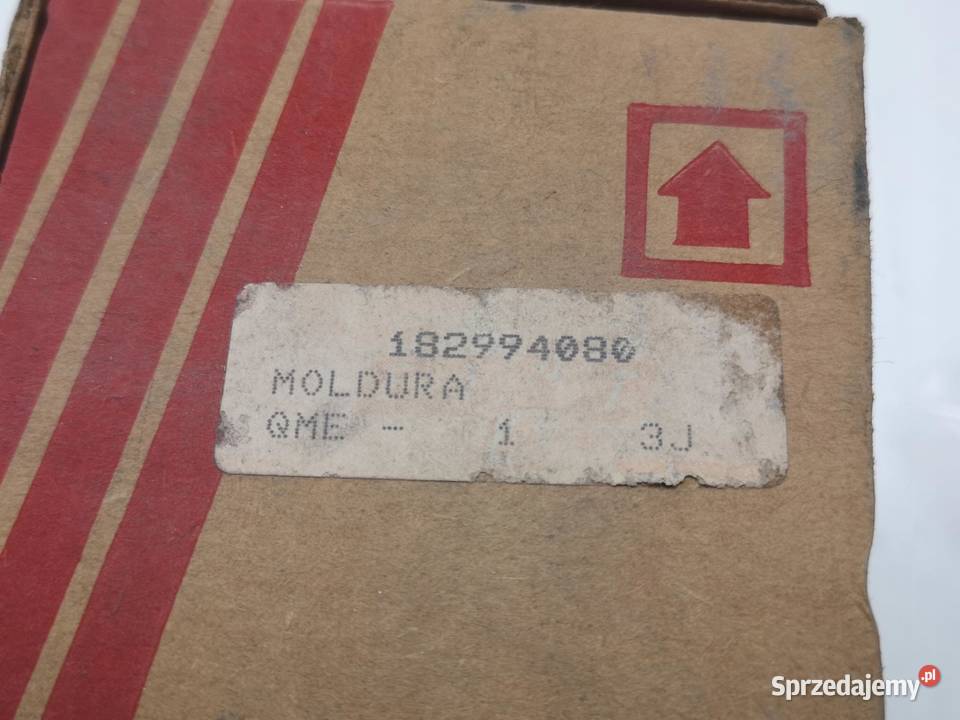 182994080
MOLDURA
QME - 1 3J
Sprzedajemy.pl